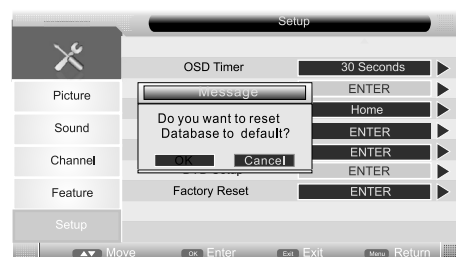 Setup
OSD Timer 30 Seconds
Picture
ENTER
Message
Home
Sound
Do you want to reset
Database to default?
ENTER
Channel
OK Cancel
ENTER
ENTER
Feature
Factory Reset ENTER
Setup
Move OK Enter Exit Exit Menu Return